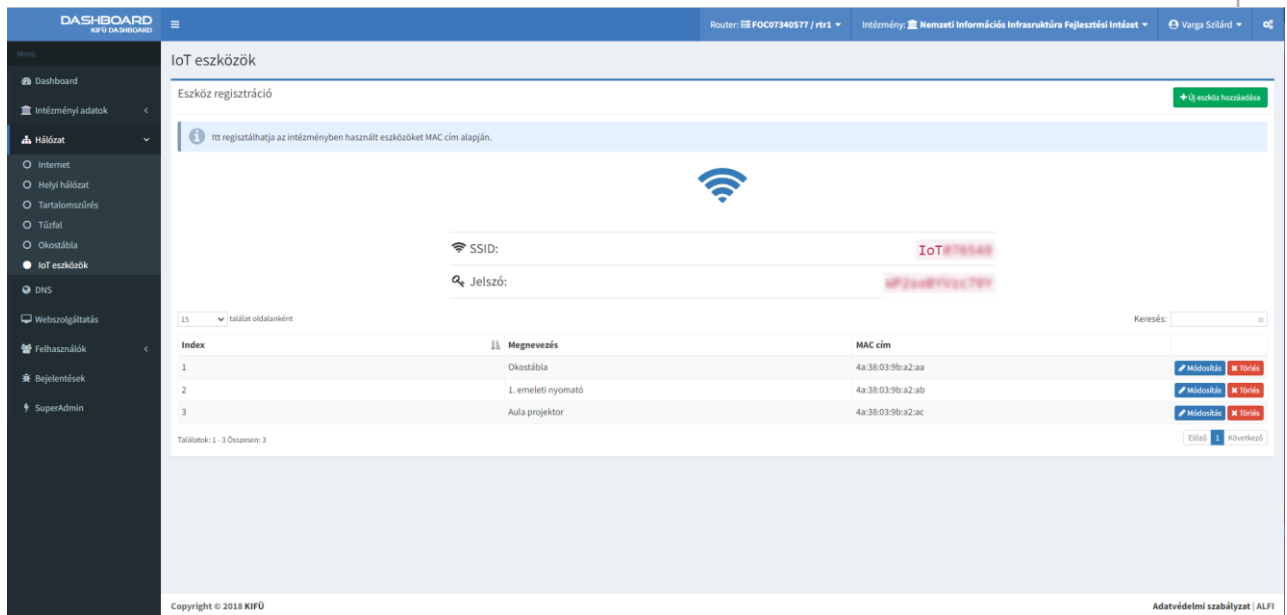 DASHBOARD
KIFÜ DASHBOARD
Router: FOC07340577 / rtr1
Intézmény: Nemzeti Információs Infrasruktúra Fejlesztési Intézet
Varga Szilárd
Menü
Dashboard
Intézményi adatok
Hálózat
Internet
Helyi hálózat
Tartalomszűrés
Tűzfal
Okostábla
IoT eszközök
DNS
Webszolgáltatás
Felhasználók
Bejelentések
SuperAdmin
IoT eszközök
Eszköz regisztráció
+ Új eszköz hozzáadása
Itt regisztálhatja az intézményben használt eszközöket MAC cím alapján.
SSID: IoT
Jelszó:
15 találat oldalanként
Keresés:
Index Megnevezés MAC cím
1 Okostábla 4a:38:03:9b:a2:aa Módosítás Törlés
2 1. emeleti nyomató 4a:38:03:9b:a2:ab Módosítás Törlés
3 Aula projektor 4a:38:03:9b:a2:ac Módosítás Törlés
Találatok: 1 - 3 Összesen: 3
Előző 1 Következő
Copyright © 2018 KIFÜ
Adatvédelmi szabályzat | ALFI